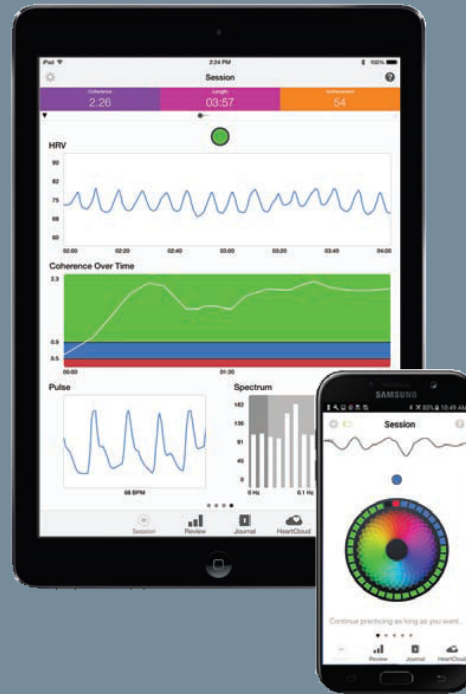 iPad 2:24 PM 100%
Session
Coherence Length Achievement
2.26 03:57 54
HRV
90
82
75
68
60
02:00 02:20 02:40 03:00 03:20 03:40 04:00
Coherence Over Time
2.3
0.9
0.5
00:00 01:30
Pulse
68 BPM
Spectrum
182
136
91
45
0
0 Hz 0.1 Hz
Session Review Journal HeartCloud
SAMSUNG
80% 10:49 AM
Session
Continue practicing as long as you want.
Review Journal HeartCloud